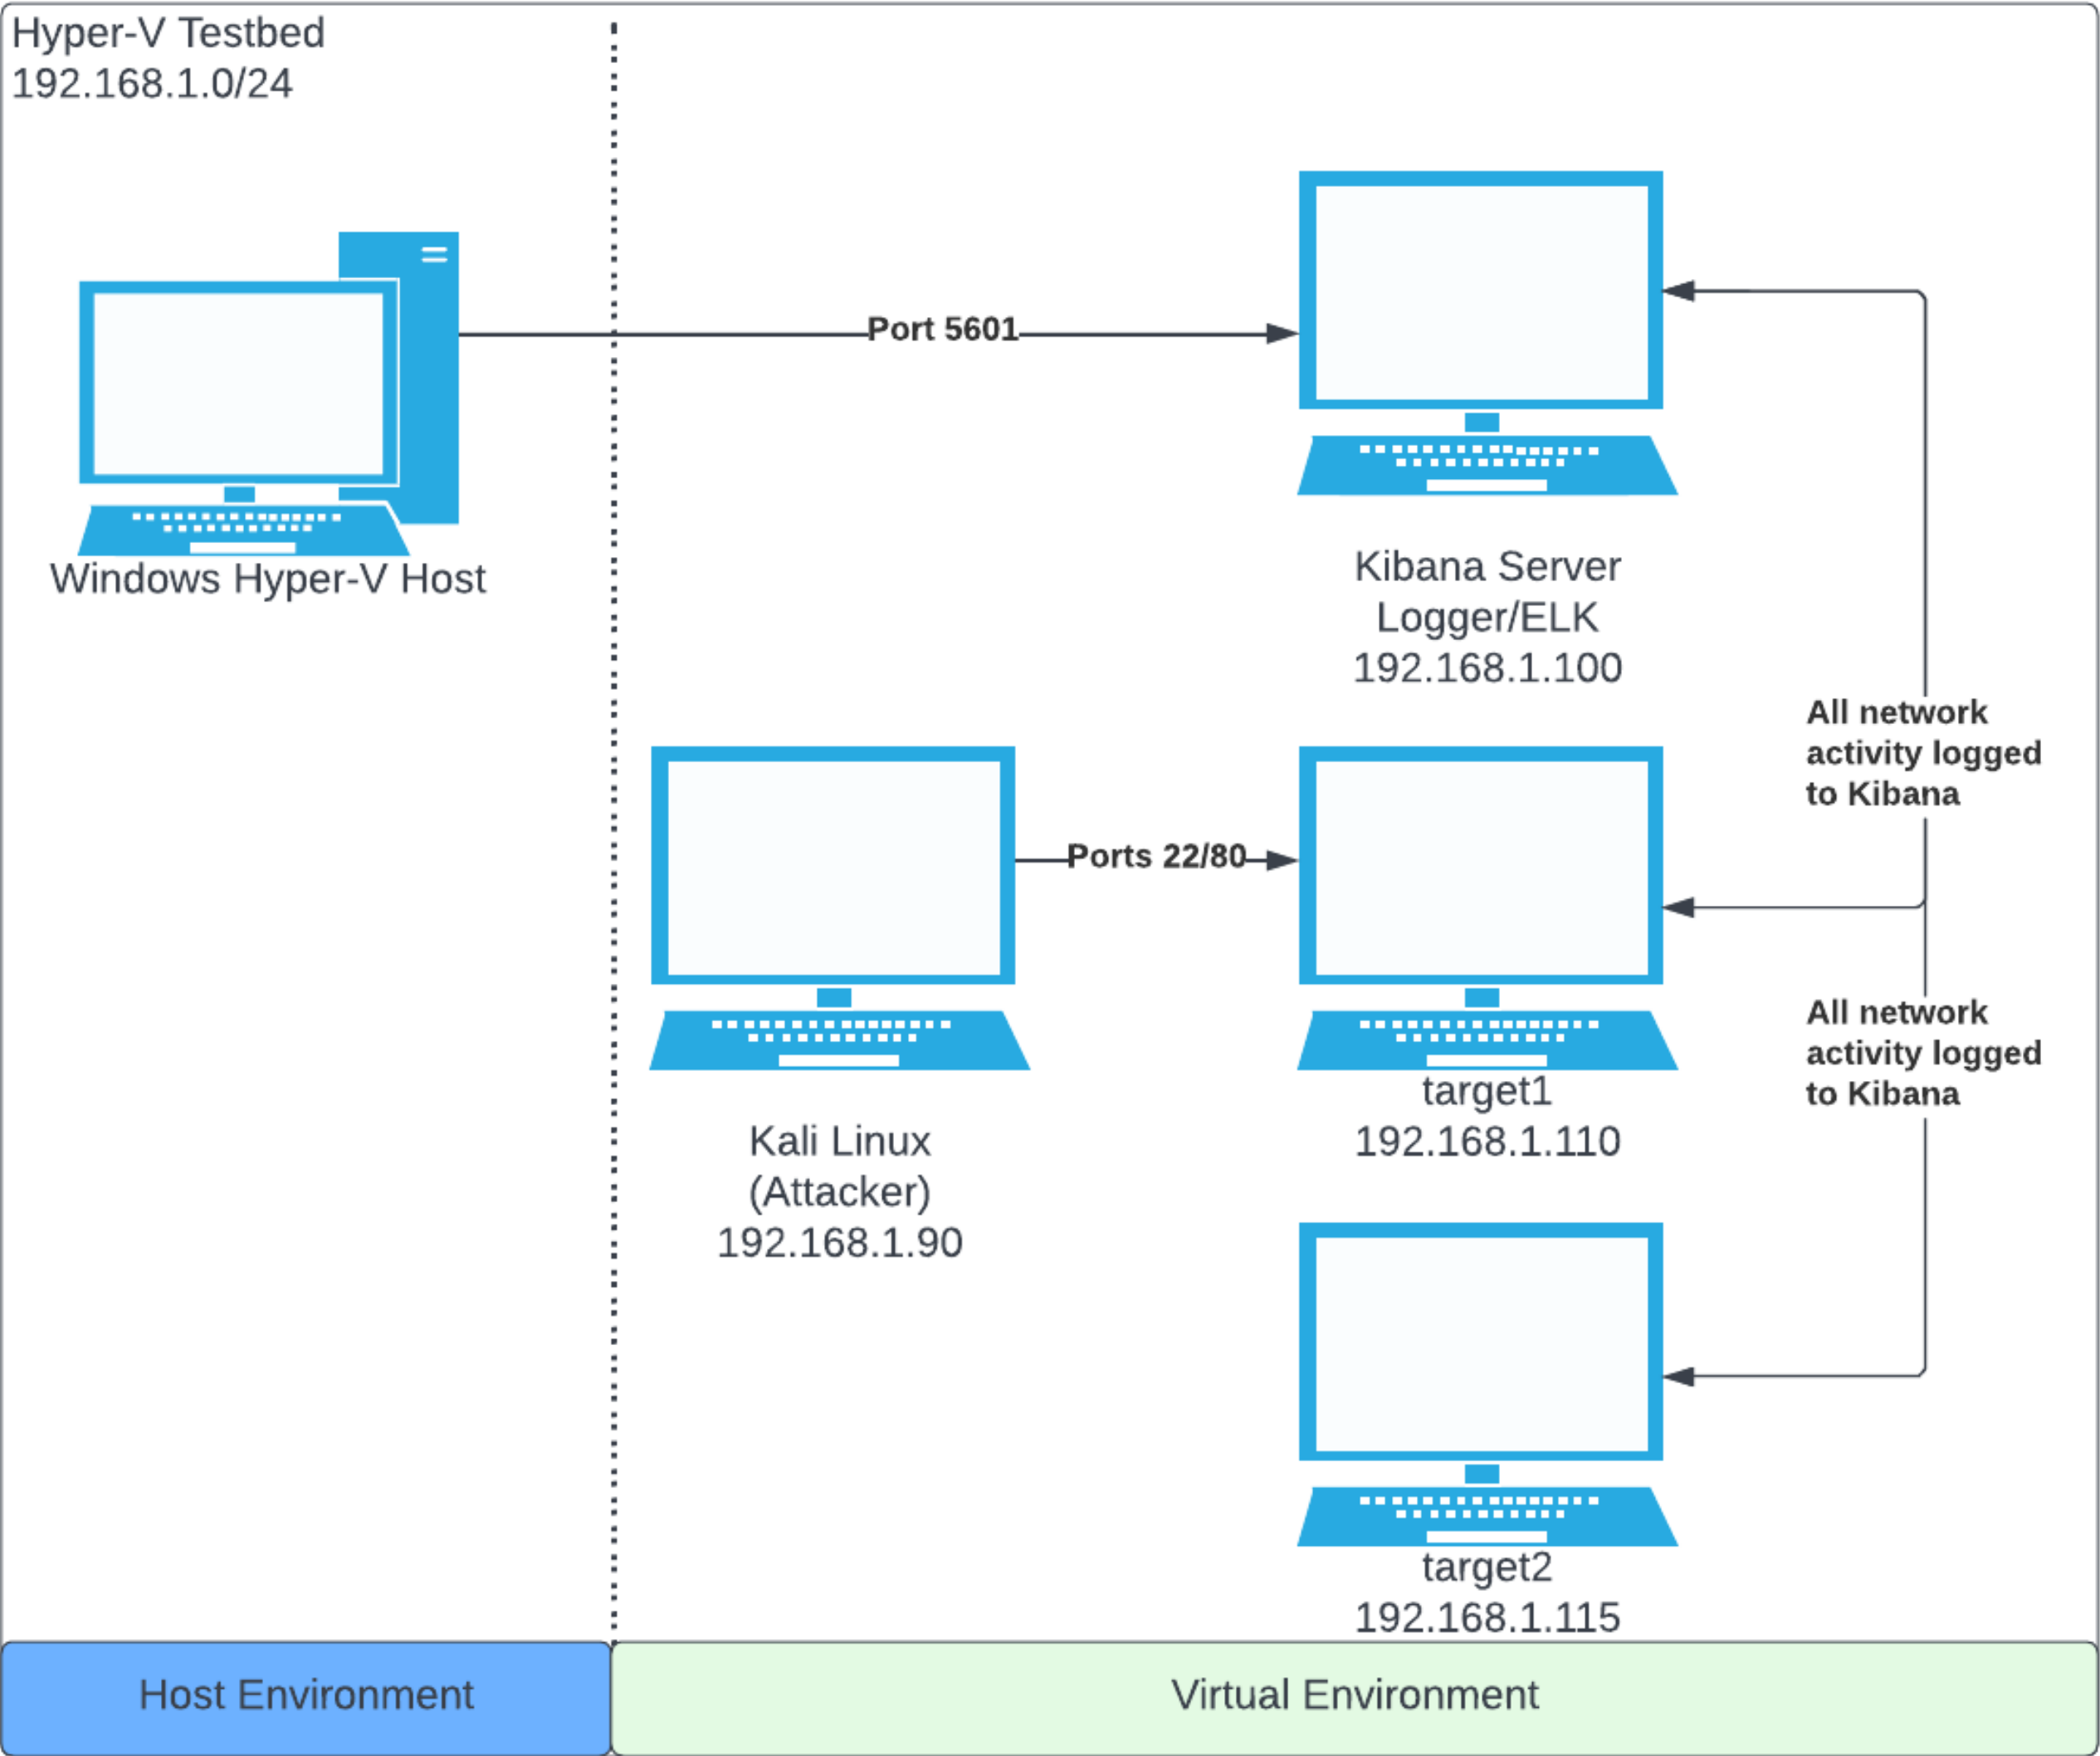 Hyper-V Testbed
192.168.1.0/24
Port 5601
Windows Hyper-V Host
Kibana Server
Logger/ELK
192.168.1.100
All network
activity logged
to Kibana
Ports 22/80
Kali Linux
(Attacker)
192.168.1.90
target1
192.168.1.110
All network
activity logged
to Kibana
target2
192.168.1.115
Host Environment
Virtual Environment